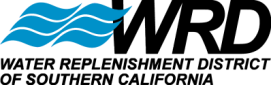 WRD
WATER REPLENISHMENT DISTRICT
OF SOUTHERN CALIFORNIA